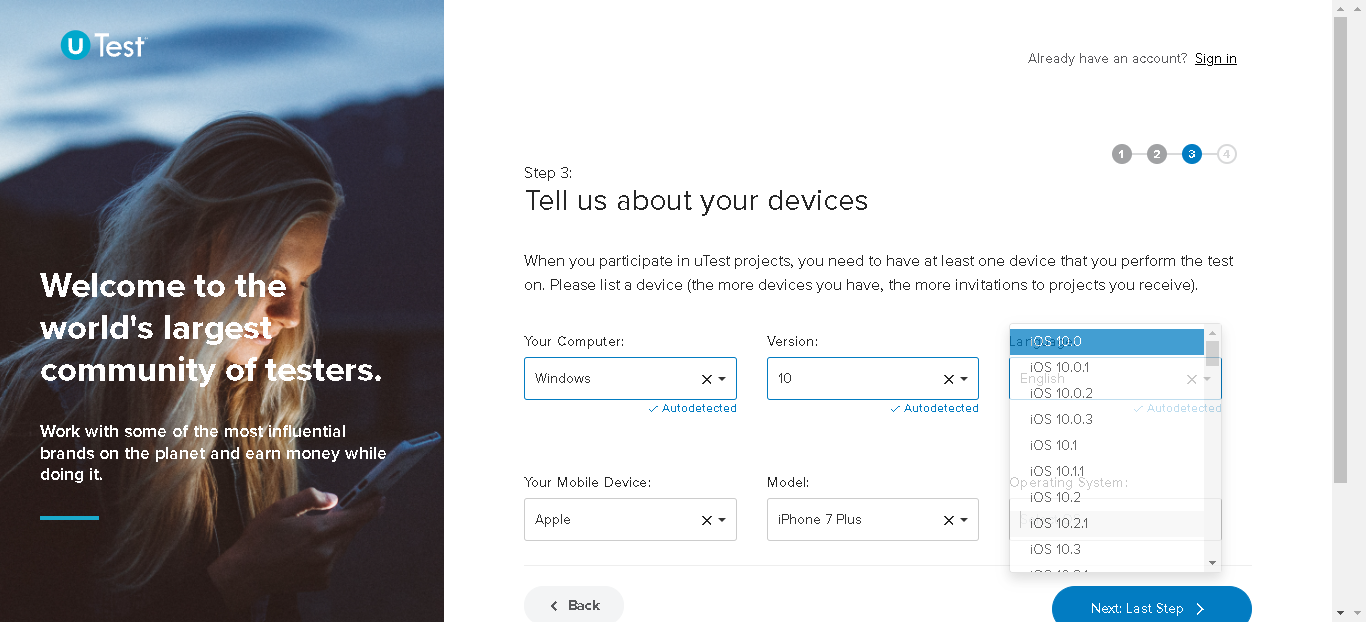 U Test
Already have an account? Sign in
1 2 3 4
Step 3:
Tell us about your devices
When you participate in uTest projects, you need to have at least one device that you perform the test
on. Please list a device (the more devices you have, the more invitations to projects you receive).
Welcome to the
world's largest
community of testers.
Work with some of the most influential
brands on the planet and earn money while
doing it.
Your Computer:
Windows
Autodetected
Version:
10
Autodetected
Language:
English
Autodetected
Your Mobile Device:
Apple
Model:
iPhone 7 Plus
Operating System:
iOS 10.0
iOS 10.0.1
iOS 10.0.2
iOS 10.0.3
iOS 10.1
iOS 10.1.1
iOS 10.2
iOS 10.2.1
iOS 10.3
Back
Next: Last Step